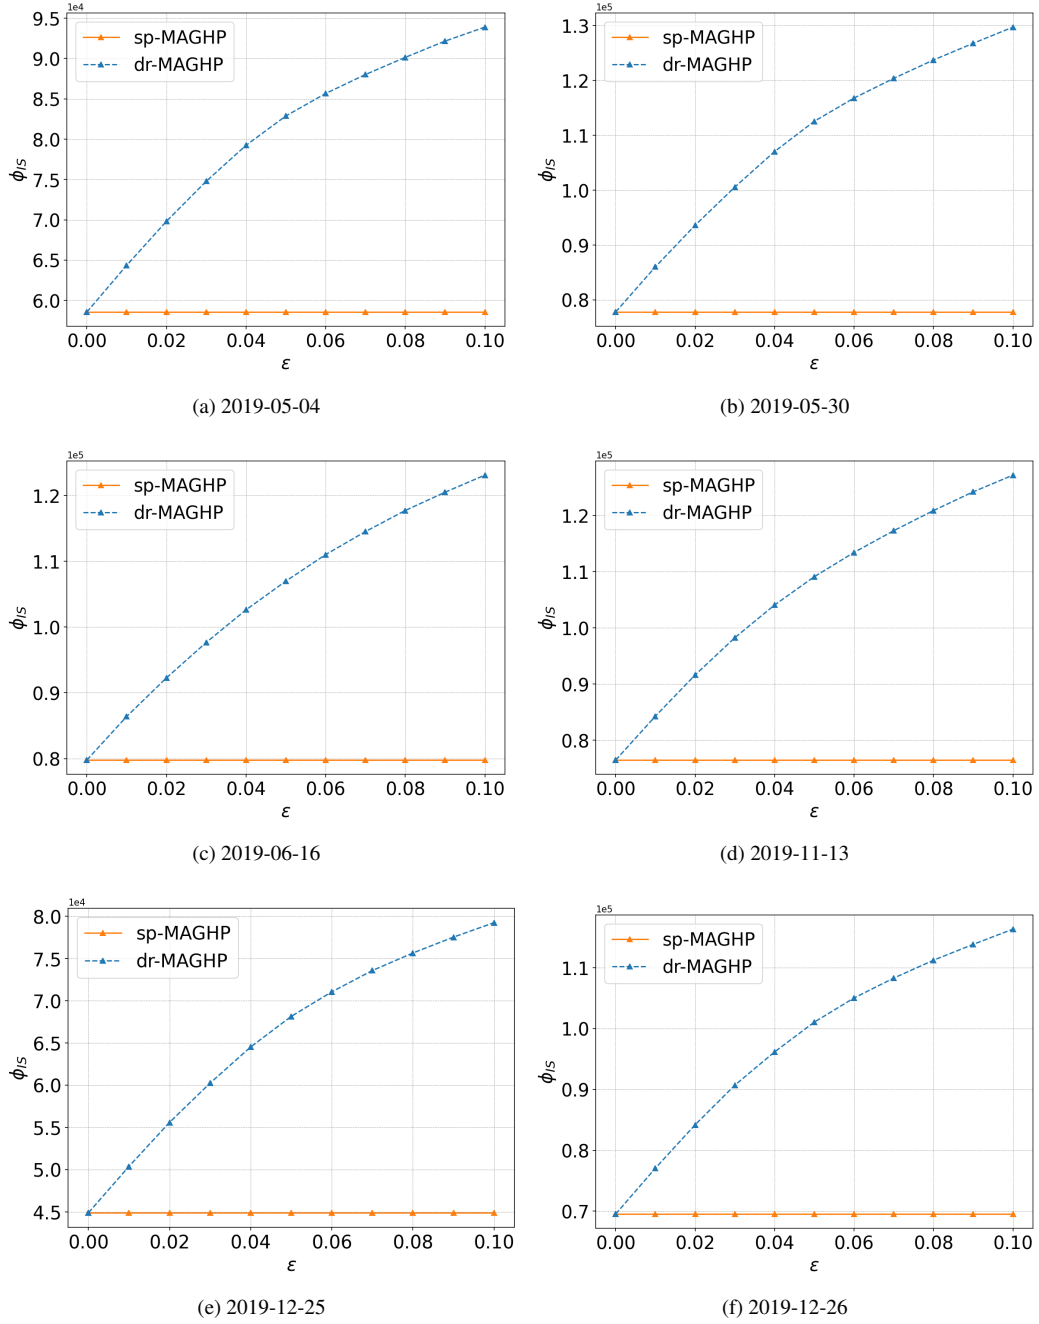 1e4
9.5
9.0
8.5
8.0
7.5
7.0
6.5
6.0
ϕIS
sp-MAGHP
dr-MAGHP
0.00 0.02 0.04 0.06 0.08 0.10
ε
(a) 2019-05-04
1e5
1.3
1.2
1.1
1.0
0.9
0.8
ϕIS
sp-MAGHP
dr-MAGHP
0.00 0.02 0.04 0.06 0.08 0.10
ε
(b) 2019-05-30
1e5
1.2
1.1
1.0
0.9
0.8
ϕIS
sp-MAGHP
dr-MAGHP
0.00 0.02 0.04 0.06 0.08 0.10
ε
(c) 2019-06-16
1e5
1.2
1.1
1.0
0.9
0.8
ϕIS
sp-MAGHP
dr-MAGHP
0.00 0.02 0.04 0.06 0.08 0.10
ε
(d) 2019-11-13
1e4
8.0
7.5
7.0
6.5
6.0
5.5
5.0
4.5
ϕIS
sp-MAGHP
dr-MAGHP
0.00 0.02 0.04 0.06 0.08 0.10
ε
(e) 2019-12-25
1e5
1.1
1.0
0.9
0.8
0.7
ϕIS
sp-MAGHP
dr-MAGHP
0.00 0.02 0.04 0.06 0.08 0.10
ε
(f) 2019-12-26